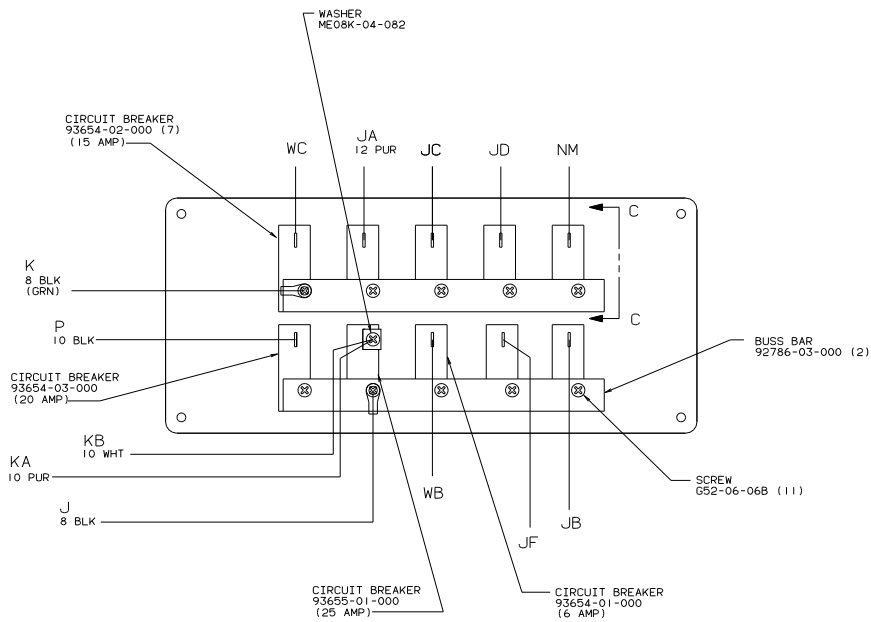 WASHER
ME08K-04-082
CIRCUIT BREAKER
93654-02-000 (7)
(15 AMP)
WC
JA
12 PUR
JC
JD
NM
C
K
8 BLK
(GRN)
C
P
10 BLK
BUSS BAR
92786-03-000 (2)
CIRCUIT BREAKER
93654-03-000
(20 AMP)
KB
10 WHT
KA
10 PUR
WB
SCREW
G52-06-06B (11)
J
8 BLK
JF
JB
CIRCUIT BREAKER
93655-01-000
(25 AMP)
CIRCUIT BREAKER
93654-01-000
(6 AMP)